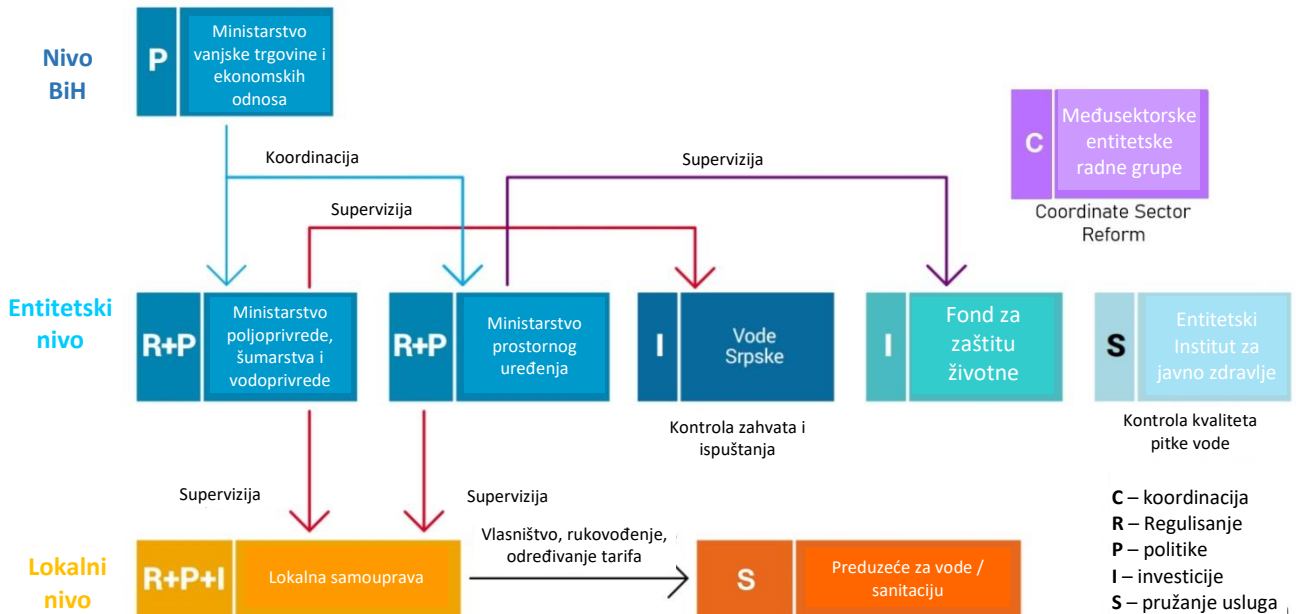 Nivo
BiH
P
Ministarstvo
vanjske trgovine i
ekonomskih
odnosa
C
Međusektorske
entitetske
radne grupe
Coordinate Sector
Reform
Koordinacija
Supervizija
Supervizija
Entitetski
nivo
R+P
Ministarstvo
poljoprivrede,
šumarstva i
vodoprivrede
R+P
Ministarstvo
prostornog
uređenja
I
Vode
Srpske
Kontrola zahvata i
ispuštanja
I
Fond za
zaštitu
životne
S
Entitetski
Institut za
javno zdravlje
Kontrola kvaliteta
pitke vode
Supervizija
Supervizija
Lokalni
nivo
R+P+I
Lokalna samouprava
Vlasništvo, rukovođenje,
određivanje tarifa
S
Preduzeće za vode /
sanitaciju
C – koordinacija
R – Regulisanje
P – politike
I – investicije
S – pružanje usluga